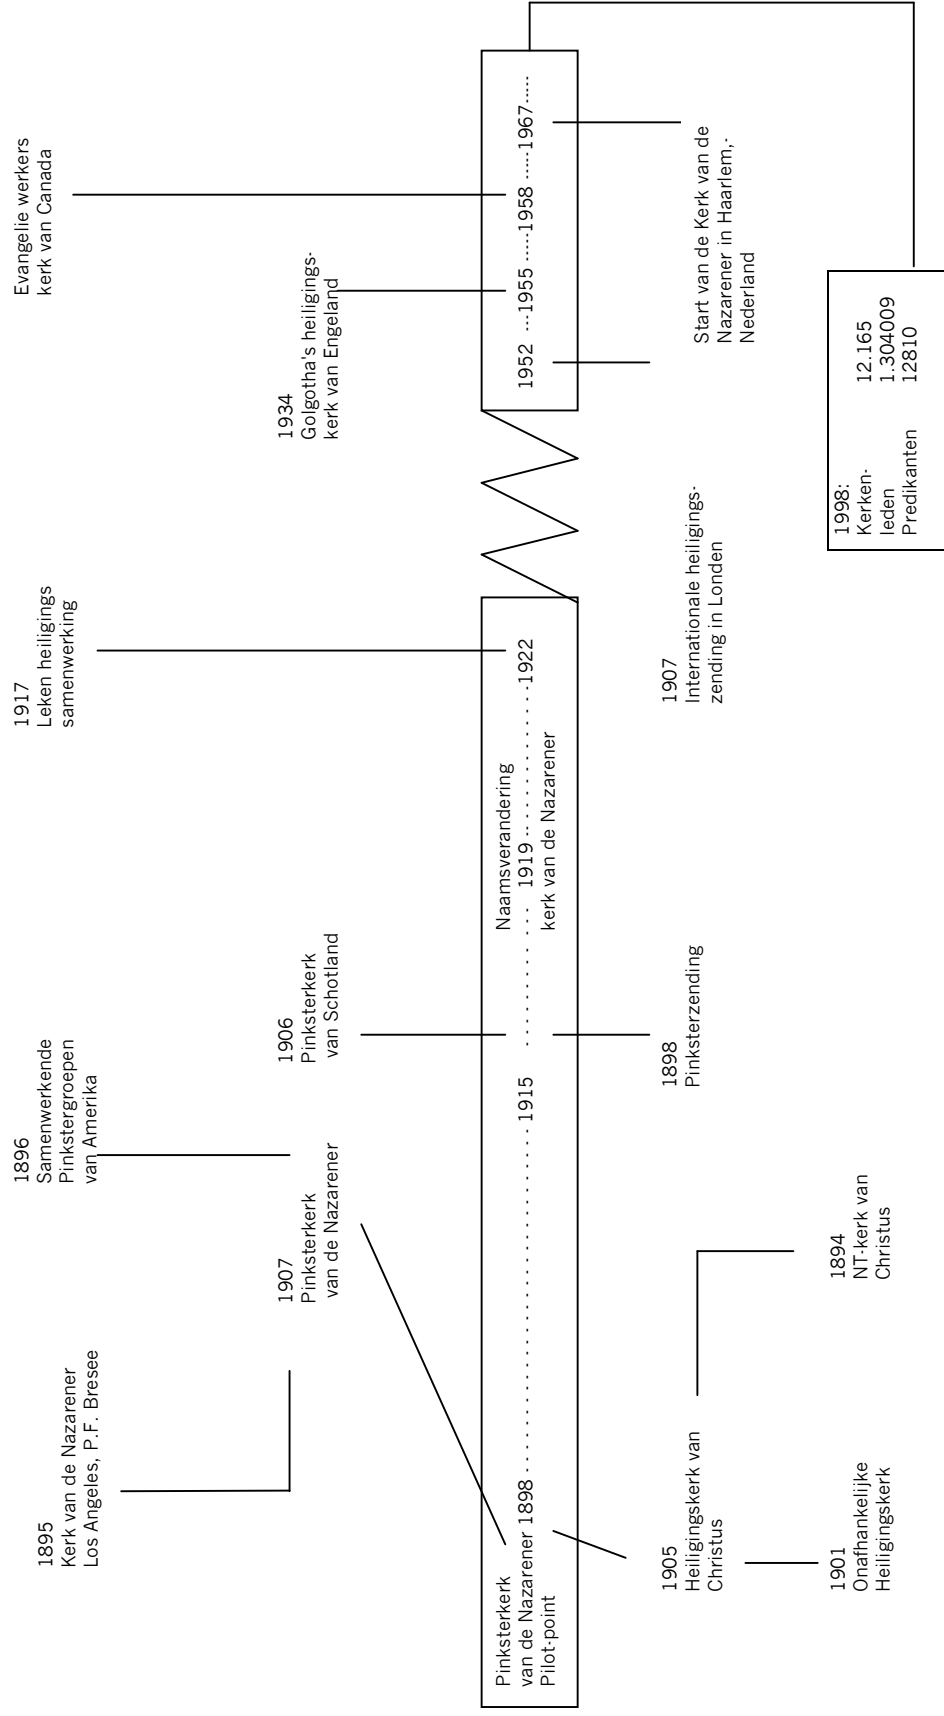 1895
Kerk van de Nazarener
Los Angeles, P.F. Bresee
1896
Samenwerkende
Pinkstergroepen
van Amerika
1917
Leken heiligings
samenwerking
Evangelie werkers
kerk van Canada
1907
Pinksterkerk
van de Nazarener
1906
Pinksterkerk
van Schotland
1934
Golgotha's heiligings-
kerk van Engeland
Pinksterkerk
van de Nazarener 1898 - - - - - - 1915 - - - - - - 1919 - - - - - - 1922
Pilot-point
Naamsverandering
kerk van de Nazarener
1952 ---1955 -----1958 -----1967-----
1905
Heiligingskerk van
Christus
1898
Pinksterzending
1907
Internationale heiligings-
zending in Londen
Start van de Kerk van de
Nazarener in Haarlem,-
Nederland
1901
Onafhankelijke
Heiligingskerk
1894
NT-kerk van
Christus
1998:
Kerken- 12.165
leden 1.304009
Predikanten 12810